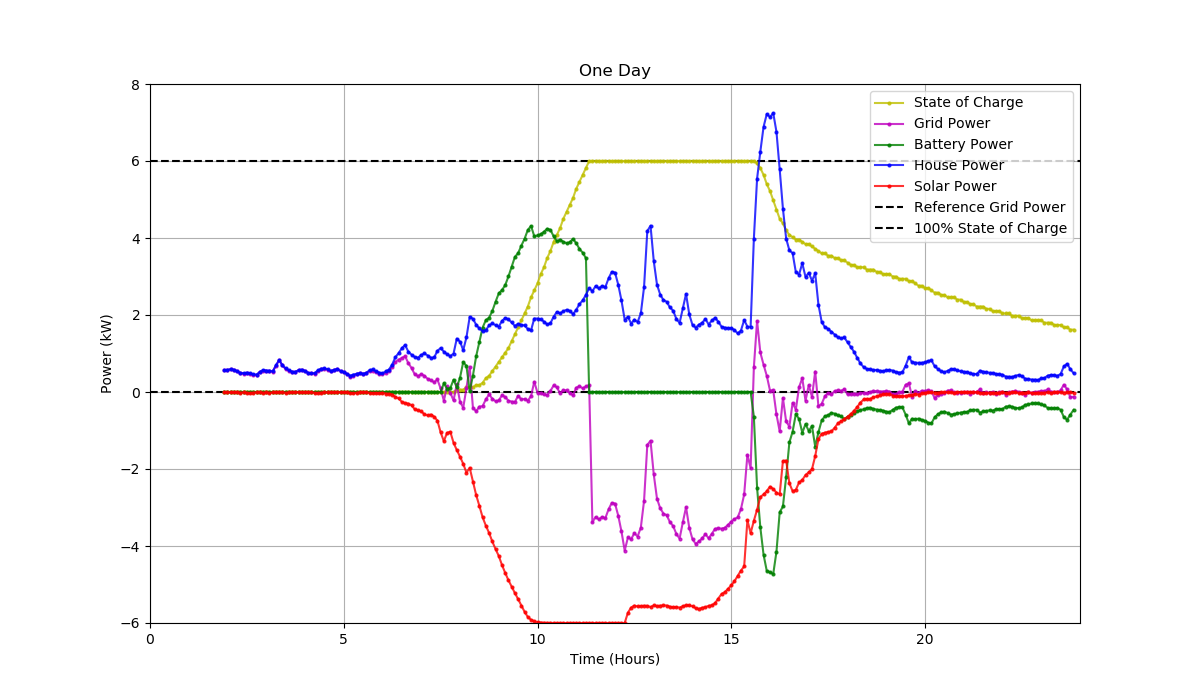 One Day
Power (kW)
8
6
4
2
0
−2
−4
−6
0 5 10 15 20
Time (Hours)
State of Charge
Grid Power
Battery Power
House Power
Solar Power
Reference Grid Power
100% State of Charge